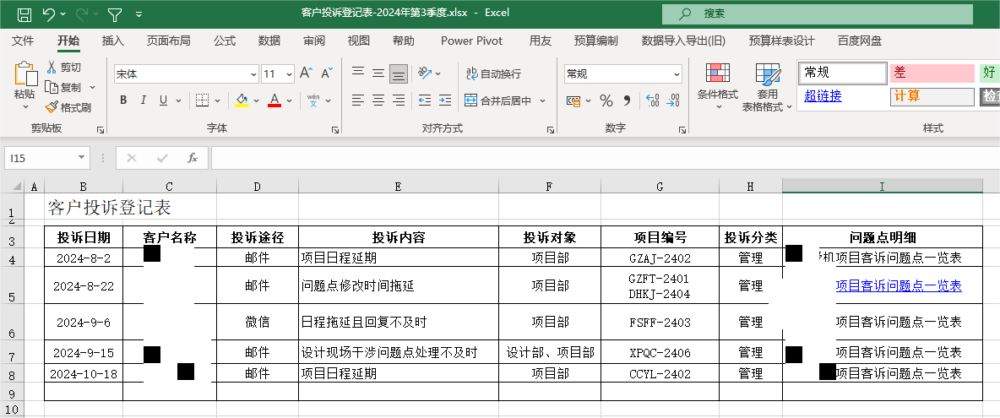 客户投诉登记表-2024年第3季度.xlsx - Excel
搜索
文件 开始 插入 页面布局 公式 数据 审阅 视图 帮助 Power Pivot 用友 预算编制 数据导入导出(旧) 预算样表设计 百度网盘
粘贴
剪切
复制
格式刷
剪贴板
宋体 11 A A
B I U A wén 文
字体
ab 自动换行
合并后居中
对齐方式
常规
%
数字
条件格式
套用
表格格式
常规 差 好
超链接 计算
样式
I15
fx
A B C D E F G H I
1 客户投诉登记表
2
3 投诉日期 客户名称 投诉途径 投诉内容 投诉对象 项目编号 投诉分类 问题点明细
4 2024-8-2 邮件 项目日程延期 项目部 GZAJ-2402 管理 机项目客诉问题点一览表
5 2024-8-22 邮件 问题点修改时间拖延 项目部 GZFT-2401 管理 项目客诉问题点一览表
DHKJ-2404
6 2024-9-6 微信 日程拖延且回复不及时 项目部 FSFF-2403 管理 项目客诉问题点一览表
7 2024-9-15 邮件 设计现场干涉问题点处理不及时 设计部、项目部 XPQC-2406 管理 项目客诉问题点一览表
8 2024-10-18 邮件 项目日程延期 项目部 CCYL-2402 管理 项目客诉问题点一览表
9
10